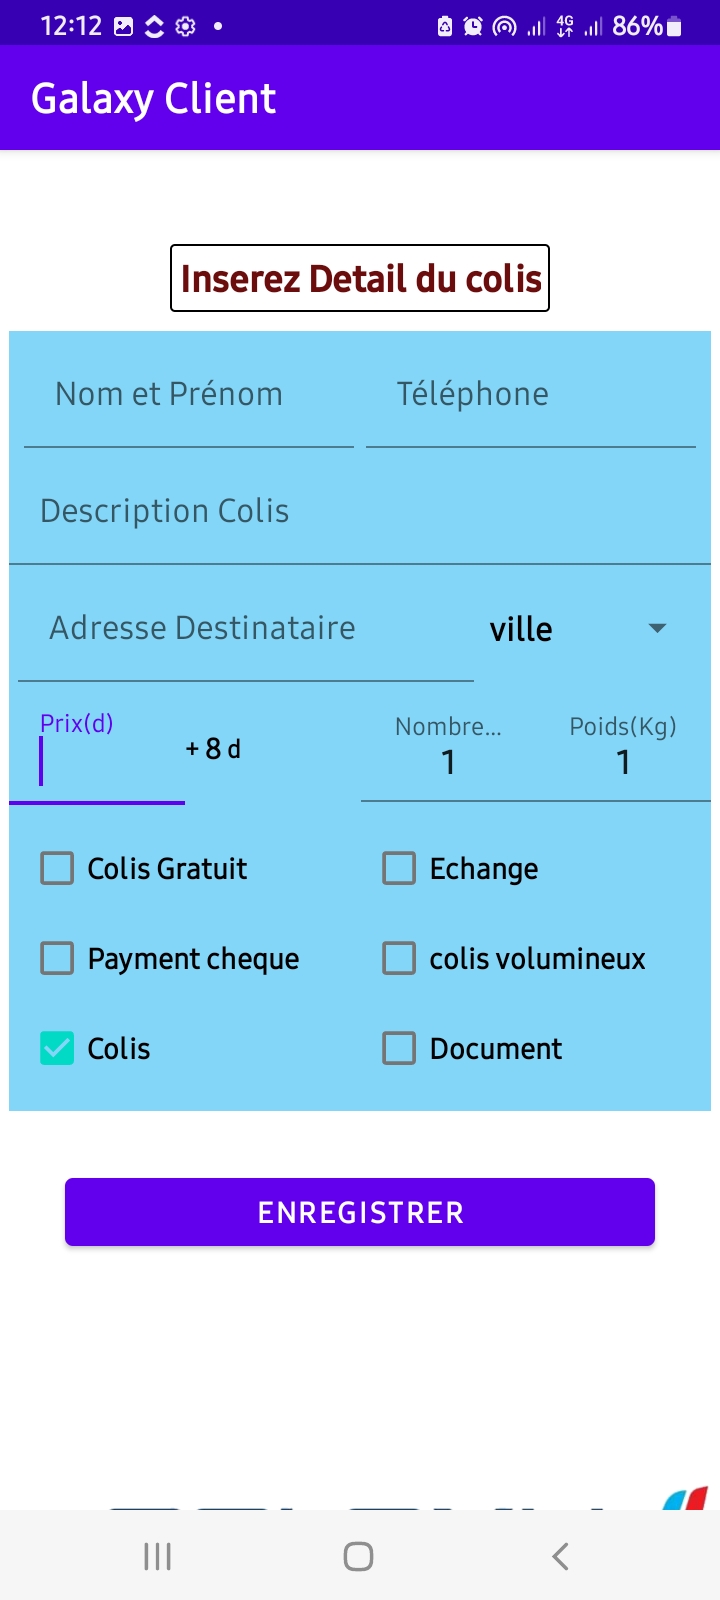 12:12 4G 86%
Galaxy Client
Inserez Detail du colis
Nom et Prénom Téléphone
Description Colis
Adresse Destinataire ville
Prix(d) + 8 d Nombre... Poids(Kg)
1 1
Colis Gratuit Echange
Payment cheque colis volumineux
Colis Document
ENREGISTRER